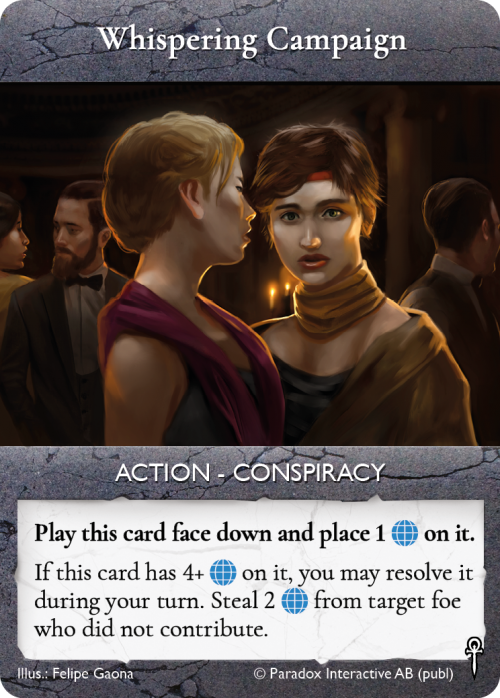 Whispering Campaign
ACTION - CONSPIRACY
Play this card face down and place 1 on it.
If this card has 4+ on it, you may resolve it
during your turn. Steal 2 from target foe
who did not contribute.
Illus.: Felipe Gaona © Paradox Interactive AB (publ)